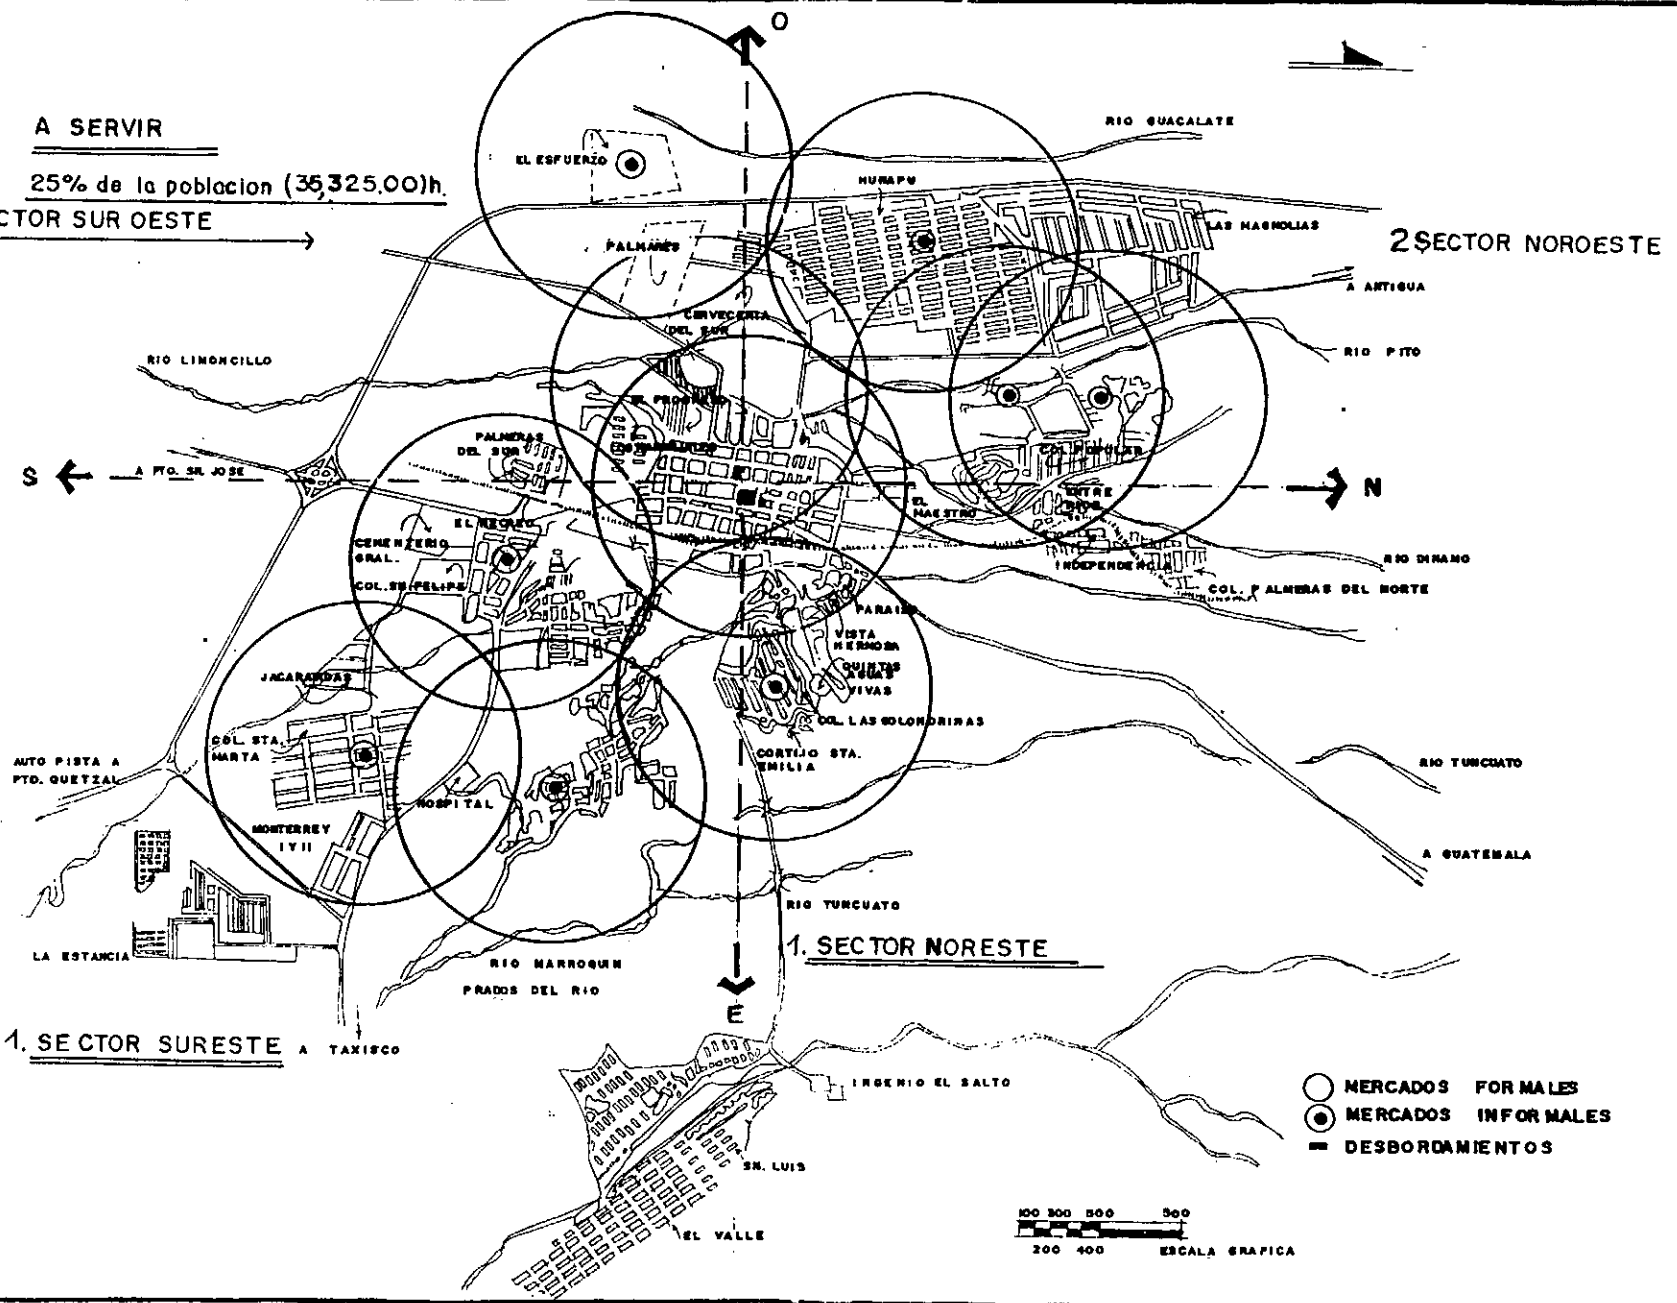 O
A SERVIR
25% de la poblacion (35,325,00)h.
CTOR SUR OESTE
RIO GUACALATE
EL ESFUERZO
HUNAPU
LAS MAGNOLIAS
2 SECTOR NOROESTE
PALMARES
A ANTIGUA
CERVECERIA
DEL SUR
RIO PITO
RIO LIMONCILLO
EL PROGRESO
PALMERAS
DEL SUR
COL. POPULAR
S
A PTO. SN. JOSE
N
EL
MAESTRO
ENTRE
RIOS
EL RECREO
CEMENTERIO
GRAL.
COL. SN. FELIPE
INDEPENDENCIA
RIO DINAMO
COL. PALMERAS DEL NORTE
PARAISO
VISTA
HERMOSA
QUINTAS
AGUAS
VIVAS
JACARANDAS
COL. LAS GOLONDRINAS
COL. STA.
MARTA
CORTIJO STA.
EMILIA
AUTO PISTA A
PTO. QUETZAL
RIO TUNCUATO
HOSPITAL
MONTERREY
I Y II
A GUATEMALA
RIO TUNCUATO
LA ESTANCIA
RIO MARROQUIN
PRADOS DEL RIO
1. SECTOR NORESTE
E
1. SECTOR SURESTE
A TAXISCO
INGENIO EL SALTO
MERCADOS FORMALES
MERCADOS INFORMALES
DESBORDAMIENTOS
SN. LUIS
EL VALLE
100 300 500 900
200 400 ESCALA GRAFICA